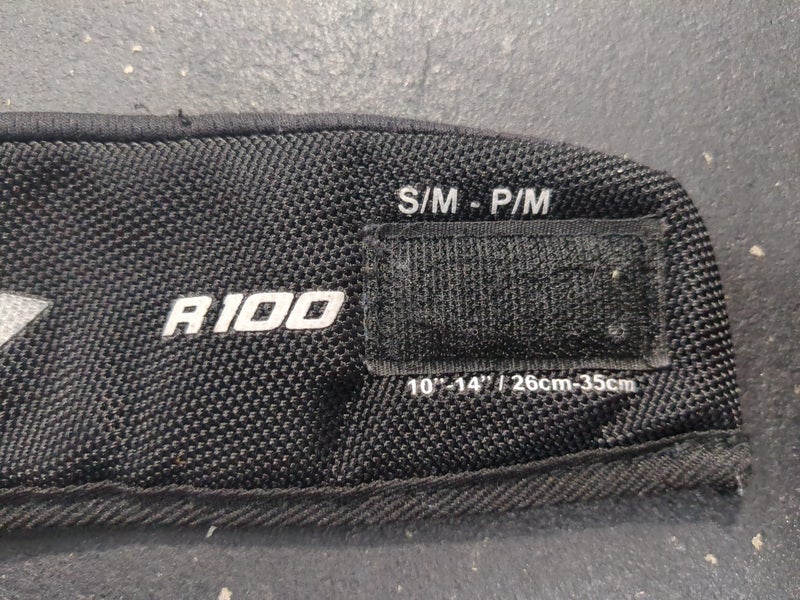 S/M - P/M
R100
10"-14" / 26cm-35cm